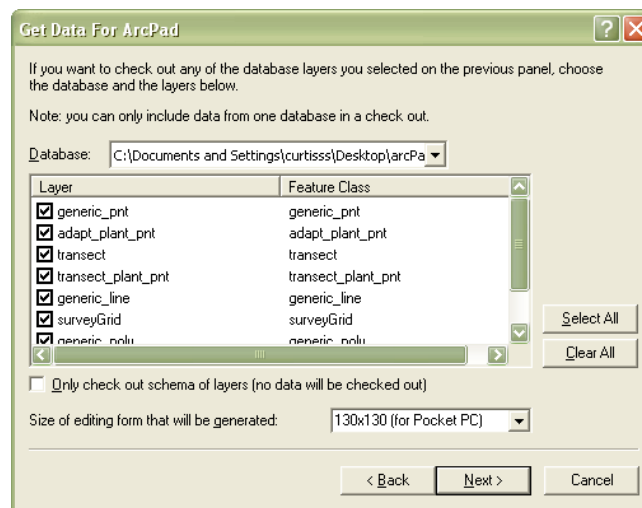 Get Data For ArcPad
If you want to check out any of the database layers you selected on the previous panel, choose
the database and the layers below.
Note: you can only include data from one database in a check out.
Database: C:\Documents and Settings\curtisss\Desktop\arcPa
Layer Feature Class
generic_pnt generic_pnt
adapt_plant_pnt adapt_plant_pnt
transect transect
transect_plant_pnt transect_plant_pnt
generic_line generic_line
surveyGrid surveyGrid
generic_poly generic_poly
Select All
Clear All
Only check out schema of layers (no data will be checked out)
Size of editing form that will be generated: 130x130 (for Pocket PC)
< Back Next > Cancel